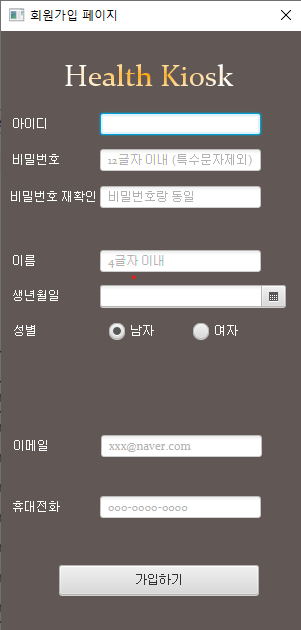 회원가입 페이지
Health Kiosk
아이디
비밀번호 12글자 이내 (특수문자제외)
비밀번호 재확인 비밀번호랑 동일
이름 4글자 이내
생년월일
성별 남자 여자
이메일 xxx@naver.com
휴대전화 000-0000-0000
가입하기